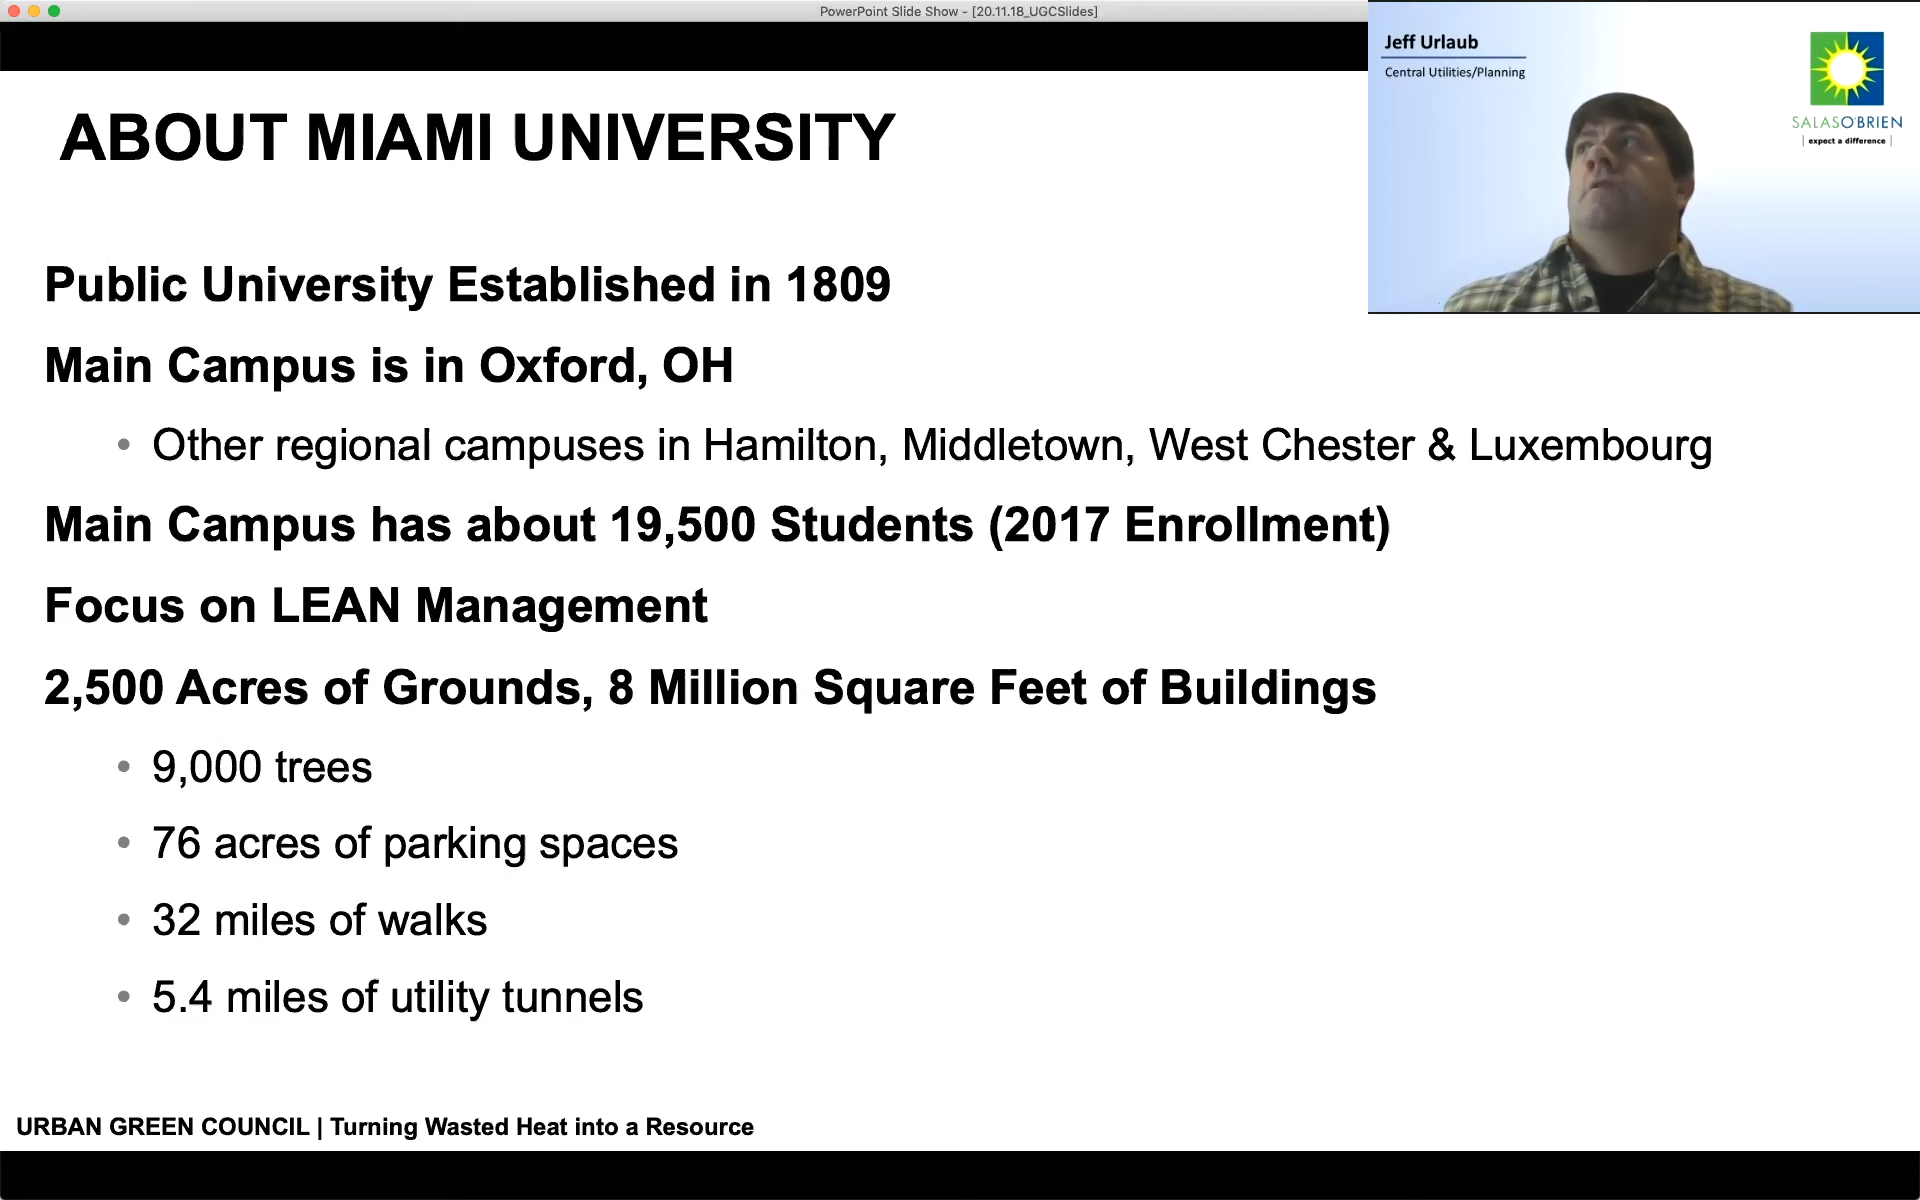 PowerPoint Slide Show - [20.11.18_UGCSlides]
Jeff Urlaub
Central Utilities/Planning
SALASO'BRIEN
| expect a difference |
ABOUT MIAMI UNIVERSITY
Public University Established in 1809
Main Campus is in Oxford, OH
• Other regional campuses in Hamilton, Middletown, West Chester & Luxembourg
Main Campus has about 19,500 Students (2017 Enrollment)
Focus on LEAN Management
2,500 Acres of Grounds, 8 Million Square Feet of Buildings
• 9,000 trees
• 76 acres of parking spaces
• 32 miles of walks
• 5.4 miles of utility tunnels
URBAN GREEN COUNCIL | Turning Wasted Heat into a Resource